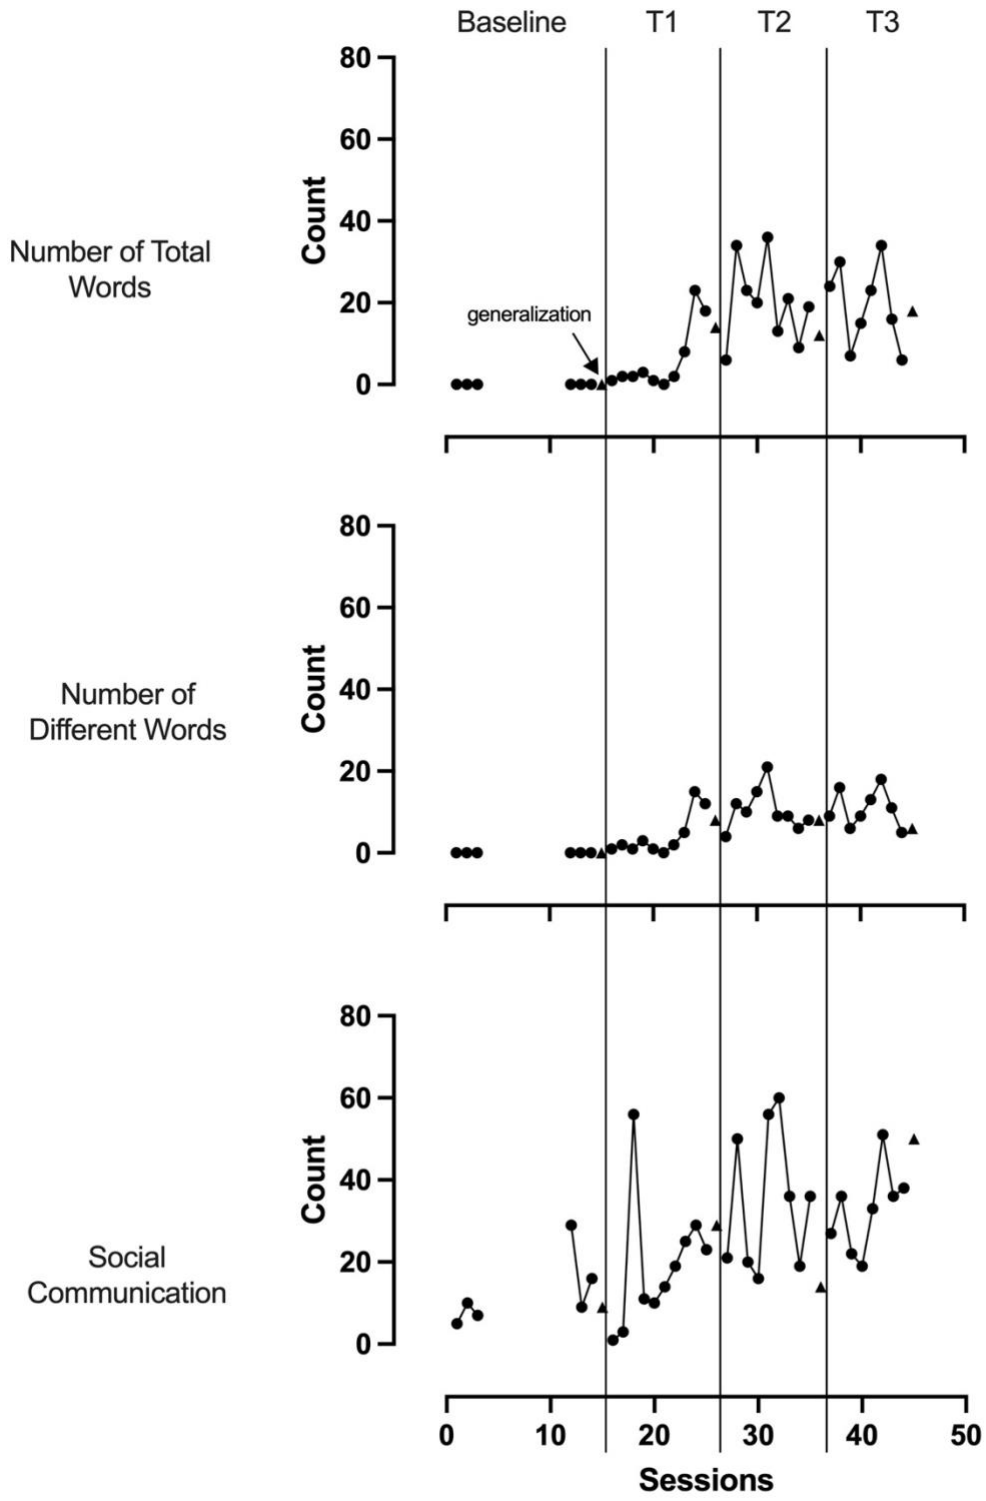 Baseline T1 T2 T3
80
60
40
20
0
Count
Number of Total
Words
generalization
80
60
40
20
0
Count
Number of
Different Words
80
60
40
20
0
Count
Social
Communication
0 10 20 30 40 50
Sessions